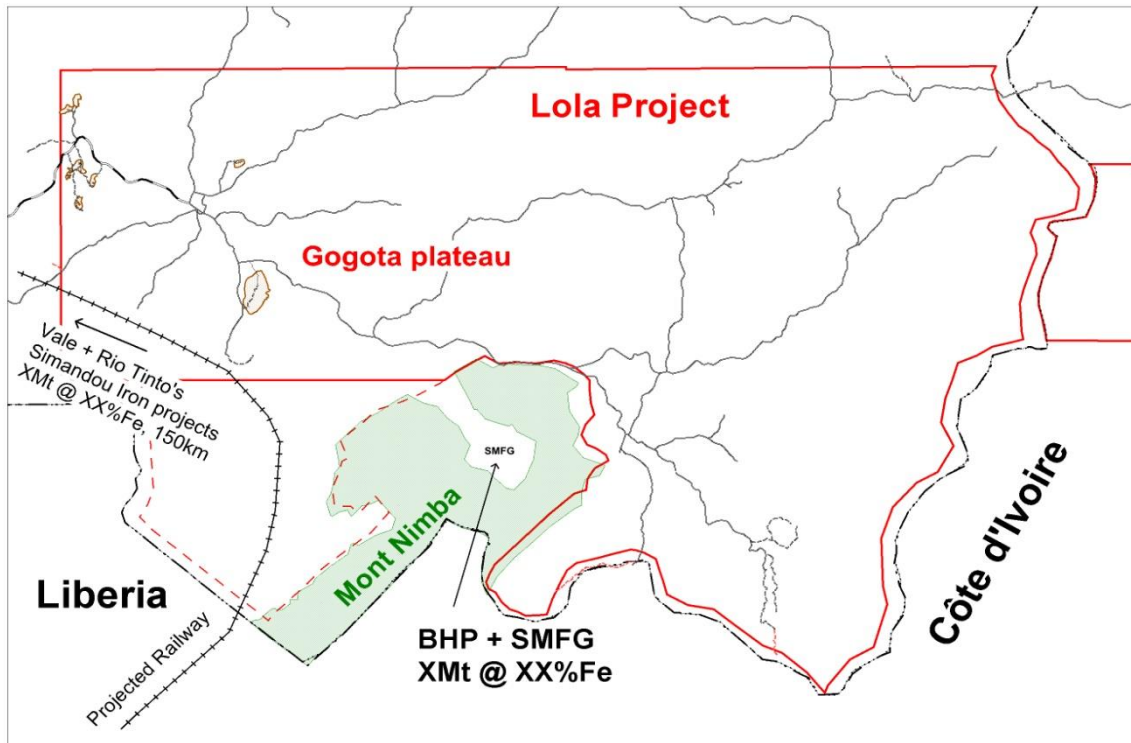 Lola Project
Gogota plateau
Vale + Rio Tinto's
Simandou Iron projects
XMt @ XX%Fe, 150km
SMFG
Mont Nimba
Côte d'Ivoire
Liberia
BHP + SMFG
XMt @ XX%Fe
Projected Railway